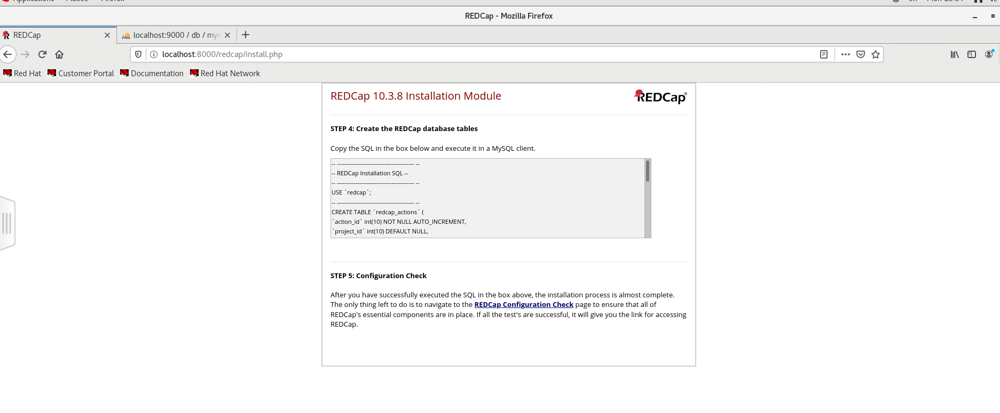 Applications Places Firefox
REDCap - Mozilla Firefox
REDCap
localhost:9000 / db / mys
localhost:8000/redcap/install.php
Red Hat Customer Portal Documentation Red Hat Network
REDCap 10.3.8 Installation Module
REDCap®
STEP 4: Create the REDCap database tables
Copy the SQL in the box below and execute it in a MySQL client.
-- ----------------------------------------- --
-- REDCap Installation SQL --
-- ----------------------------------------- --
USE `redcap`;
-- ----------------------------------------- --
CREATE TABLE `redcap_actions` (
`action_id` int(10) NOT NULL AUTO_INCREMENT,
`project_id` int(10) DEFAULT NULL,
STEP 5: Configuration Check
After you have successfully executed the SQL in the box above, the installation process is almost complete.
The only thing left to do is to navigate to the REDCap Configuration Check page to ensure that all of
REDCap's essential components are in place. If all the test's are successful, it will give you the link for accessing
REDCap.